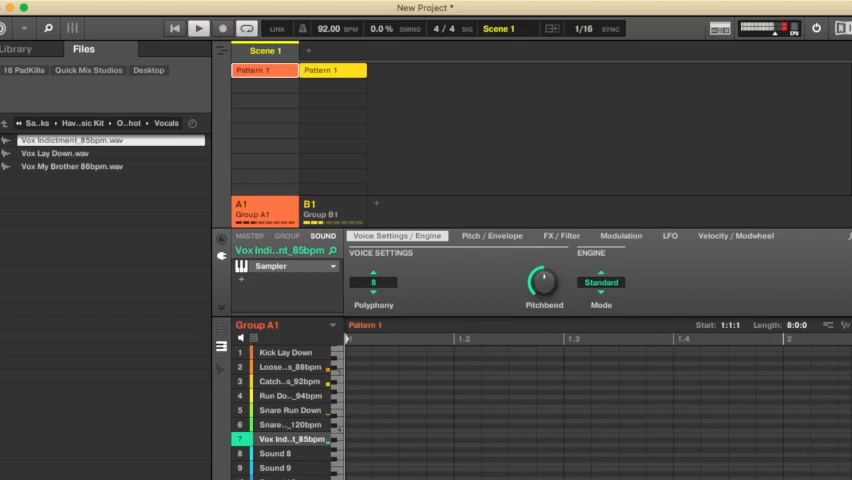 New Project *
LINK 92.00 BPM 0.0% SWING 4 / 4 Scene 1 1/16 SYNC
CPU
NI
Library Files
Scene 1 +
16 PadKilla Quick Mix Studios Desktop
Pattern 1 Pattern 1
Sa..ks Hav..sic Kit O..hot Vocals
Vox Indictment_85bpm.wav
Vox Lay Down.wav
Vox My Brother 86bpm.wav
A1 B1 +
Group A1 Group B1
MASTER GROUP SOUND
Voice Settings / Engine Pitch / Envelope FX / Filter Modulation LFO Velocity / Modwheel
Vox Indi..nt_85bpm
VOICE SETTINGS ENGINE
Sampler
+
8 Standard
Polyphony Pitchbend Mode
Group A1 Pattern 1 Start: 1:1:1 Length: 8:0:0
1 1.2 1.3 1.4 2
1 Kick Lay Down
2 Loose..s_88bpm
3 Catch..s_92bpm
4 Run Do.._94bpm
5 Snare Run Down
6 Snare.._120bpm
7 Vox Ind..t_85bpm
8 Sound 8
9 Sound 9